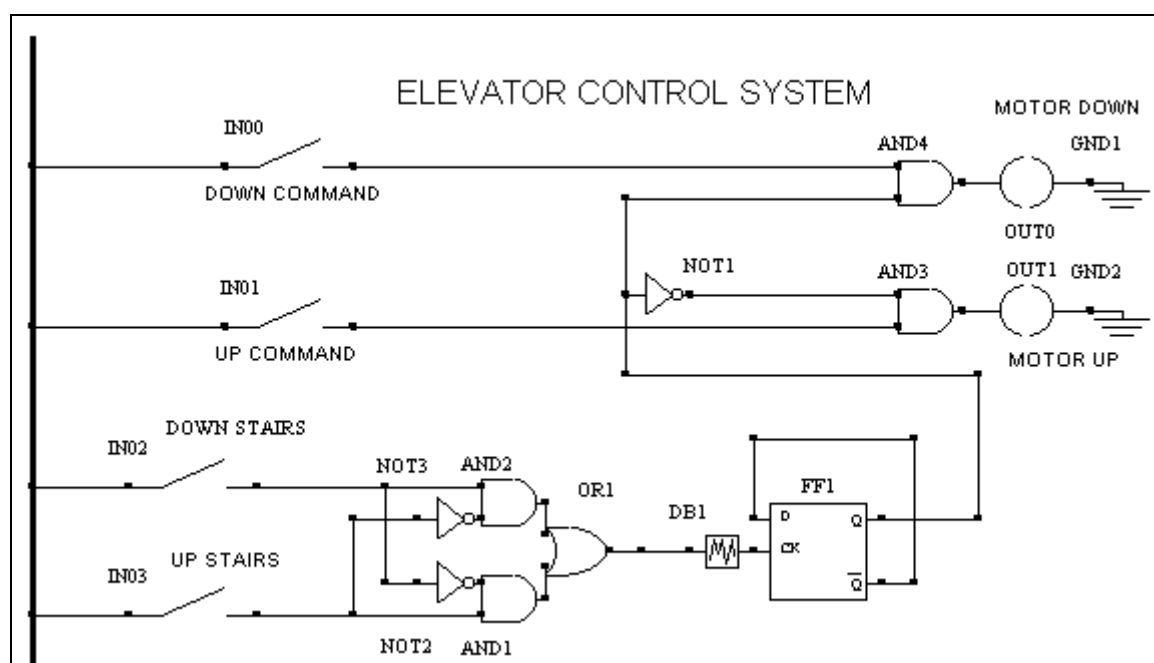 ELEVATOR CONTROL SYSTEM
MOTOR DOWN
IN00
AND4
GND1
DOWN COMMAND
OUT0
NOT1
AND3
OUT1
GND2
IN01
UP COMMAND
MOTOR UP
DOWN STAIRS
IN02
NOT3
AND2
OR1
DB1
FF1
D
Q
CK
UP STAIRS
IN03
Q̅
NOT2
AND1